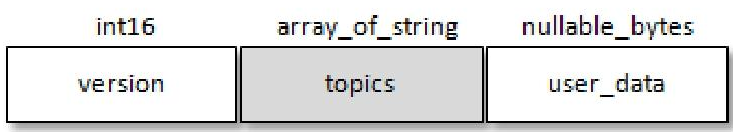 int16 array_of_string nullable_bytes
version topics user_data